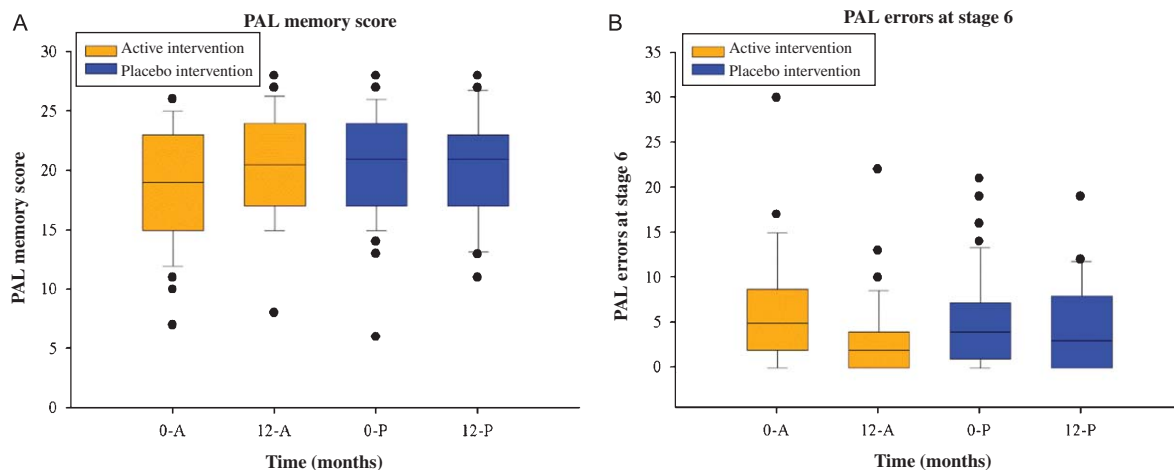 A
PAL memory score
Active intervention
Placebo intervention
PAL memory score
30
25
20
15
10
5
0
0-A
12-A
0-P
12-P
Time (months)
B
PAL errors at stage 6
Active intervention
Placebo intervention
PAL errors at stage 6
35
30
25
20
15
10
5
0
0-A
12-A
0-P
12-P
Time (months)